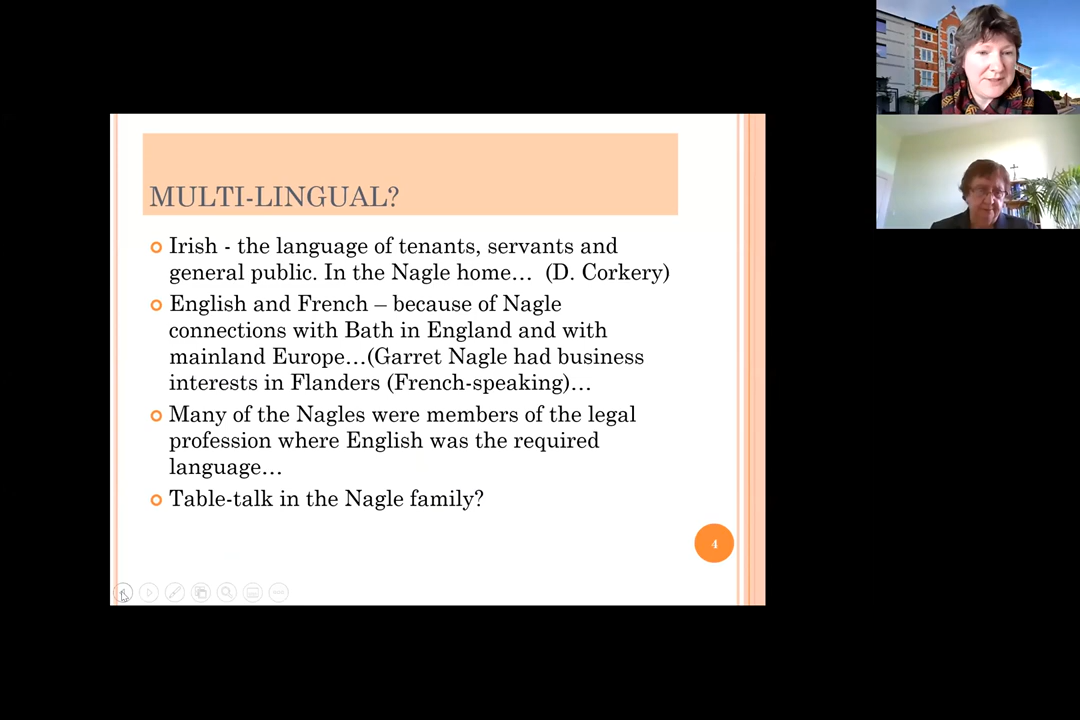 MULTI-LINGUAL?
Irish - the language of tenants, servants and
general public. In the Nagle home… (D. Corkery)
English and French – because of Nagle
connections with Bath in England and with
mainland Europe…(Garret Nagle had business
interests in Flanders (French-speaking)…
Many of the Nagles were members of the legal
profession where English was the required
language…
Table-talk in the Nagle family?
4